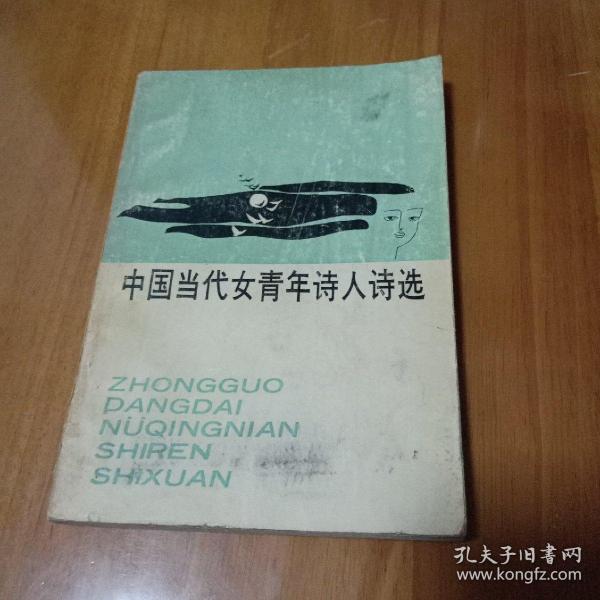 中国当代女青年诗人诗选
ZHONGGUO
DANGDAI
NÜQINGNIAN
SHIREN
SHIXUAN
孔夫子旧书网
www.kongfz.com